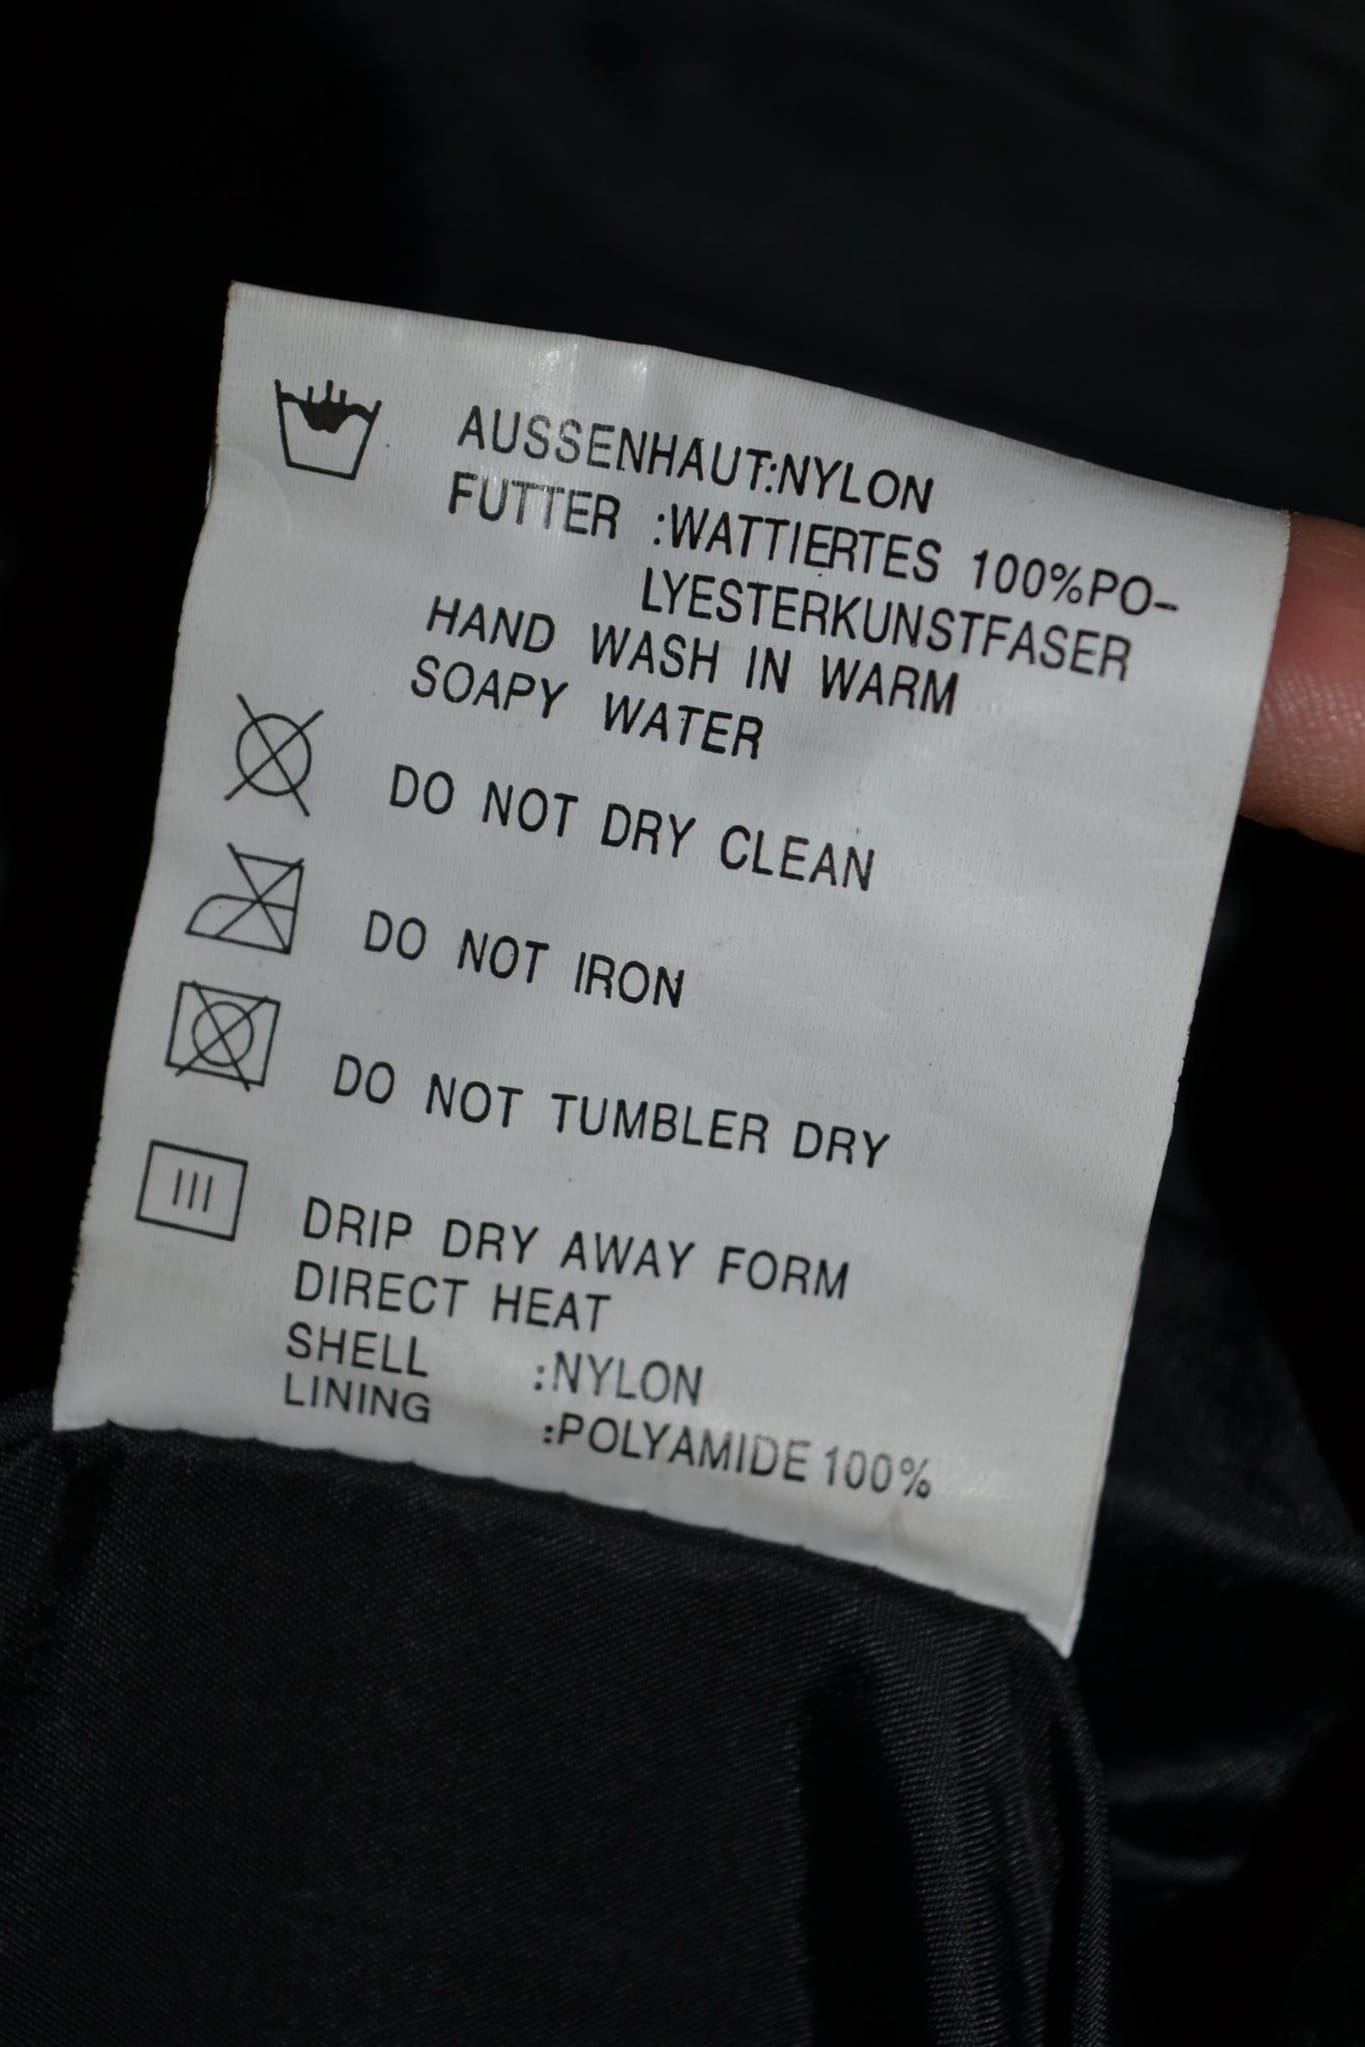 AUSSENHAUT:NYLON
FUTTER :WATTIERTES 100%PO-
LYESTERKUNSTFASER
HAND WASH IN WARM
SOAPY WATER
DO NOT DRY CLEAN
DO NOT IRON
DO NOT TUMBLER DRY
DRIP DRY AWAY FORM
DIRECT HEAT
SHELL :NYLON
LINING :POLYAMIDE 100%